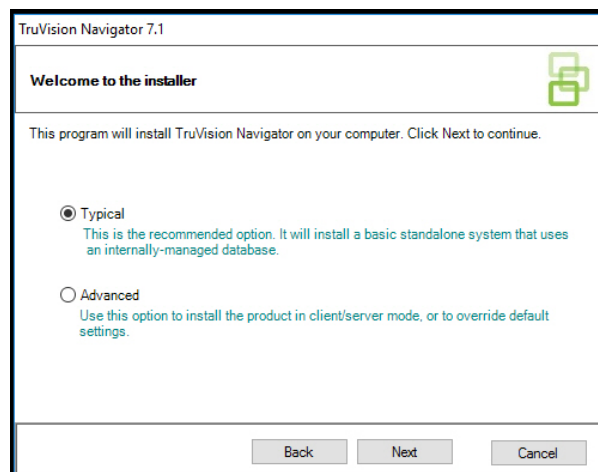 TruVision Navigator 7.1
Welcome to the installer
This program will install TruVision Navigator on your computer. Click Next to continue.
Typical
This is the recommended option. It will install a basic standalone system that uses
an internally-managed database.
Advanced
Use this option to install the product in client/server mode, or to override default
settings.
Back Next Cancel